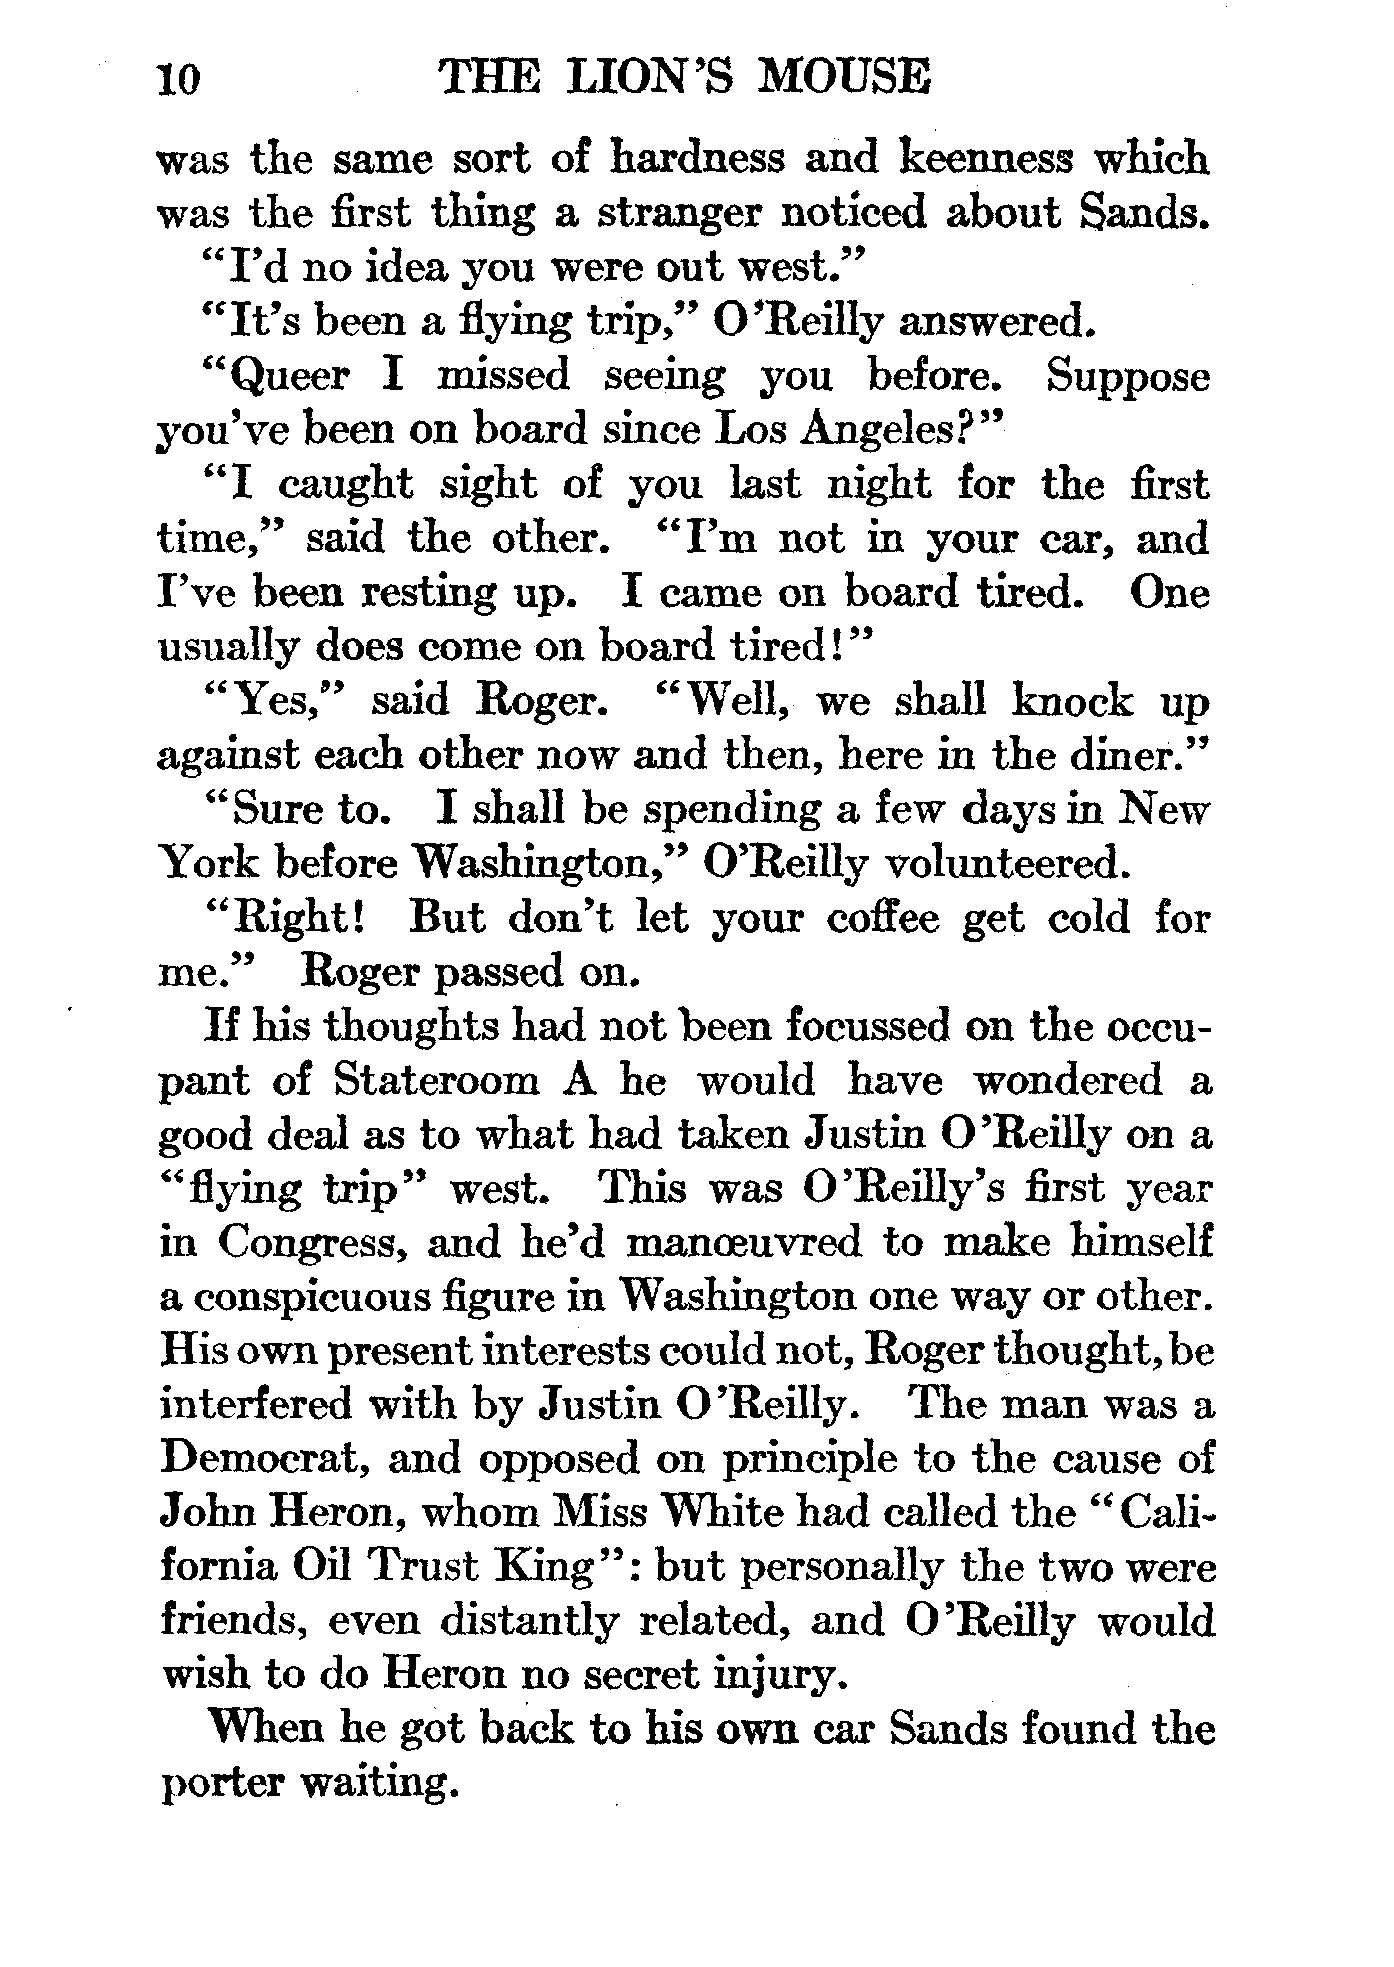 10 THE LION'S MOUSE
was the same sort of hardness and keenness which
was the first thing a stranger noticed about Sands.
"I'd no idea you were out west."
"It's been a flying trip," O'Reilly answered.
"Queer I missed seeing you before. Suppose
you've been on board since Los Angeles?"
"I caught sight of you last night for the first
time," said the other. "I'm not in your car, and
I've been resting up. I came on board tired. One
usually does come on board tired!"
"Yes," said Roger. "Well, we shall knock up
against each other now and then, here in the diner."
"Sure to. I shall be spending a few days in New
York before Washington," O'Reilly volunteered.
"Right! But don't let your coffee get cold for
me." Roger passed on.
If his thoughts had not been focussed on the occu-
pant of Stateroom A he would have wondered a
good deal as to what had taken Justin O'Reilly on a
"flying trip" west. This was O'Reilly's first year
in Congress, and he'd manœuvred to make himself
a conspicuous figure in Washington one way or other.
His own present interests could not, Roger thought, be
interfered with by Justin O'Reilly. The man was a
Democrat, and opposed on principle to the cause of
John Heron, whom Miss White had called the "Cali-
fornia Oil Trust King": but personally the two were
friends, even distantly related, and O'Reilly would
wish to do Heron no secret injury.
When he got back to his own car Sands found the
porter waiting.